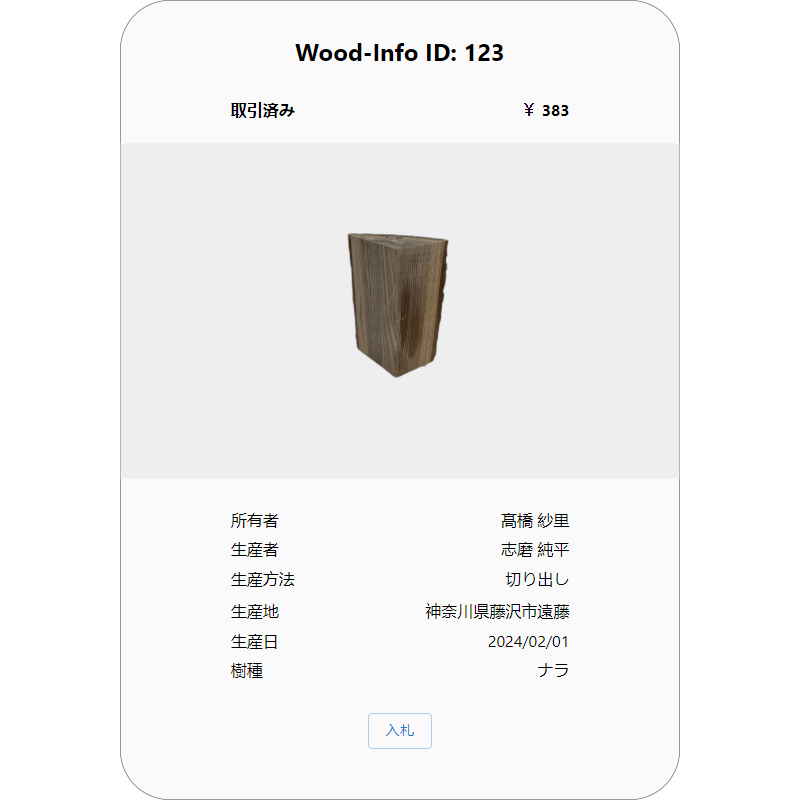 Wood-Info ID: 123
取引済み ¥ 383
所有者 髙橋 紗里
生産者 志磨 純平
生産方法 切り出し
生産地 神奈川県藤沢市遠藤
生産日 2024/02/01
樹種 ナラ
入札